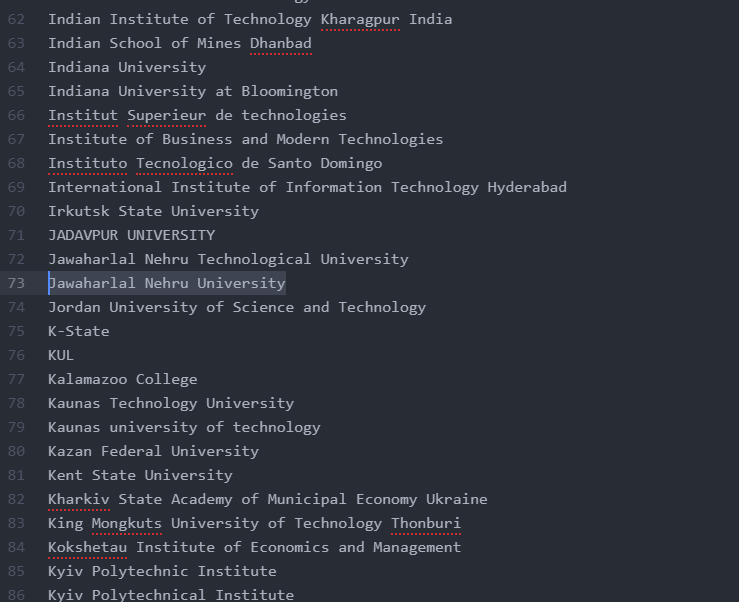 62 Indian Institute of Technology Kharagpur India
63 Indian School of Mines Dhanbad
64 Indiana University
65 Indiana University at Bloomington
66 Institut Superieur de technologies
67 Institute of Business and Modern Technologies
68 Instituto Tecnologico de Santo Domingo
69 International Institute of Information Technology Hyderabad
70 Irkutsk State University
71 JADAVPUR UNIVERSITY
72 Jawaharlal Nehru Technological University
73 Jawaharlal Nehru University
74 Jordan University of Science and Technology
75 K-State
76 KUL
77 Kalamazoo College
78 Kaunas Technology University
79 Kaunas university of technology
80 Kazan Federal University
81 Kent State University
82 Kharkiv State Academy of Municipal Economy Ukraine
83 King Mongkuts University of Technology Thonburi
84 Kokshetau Institute of Economics and Management
85 Kyiv Polytechnic Institute
86 Kyiv Polytechnical Institute